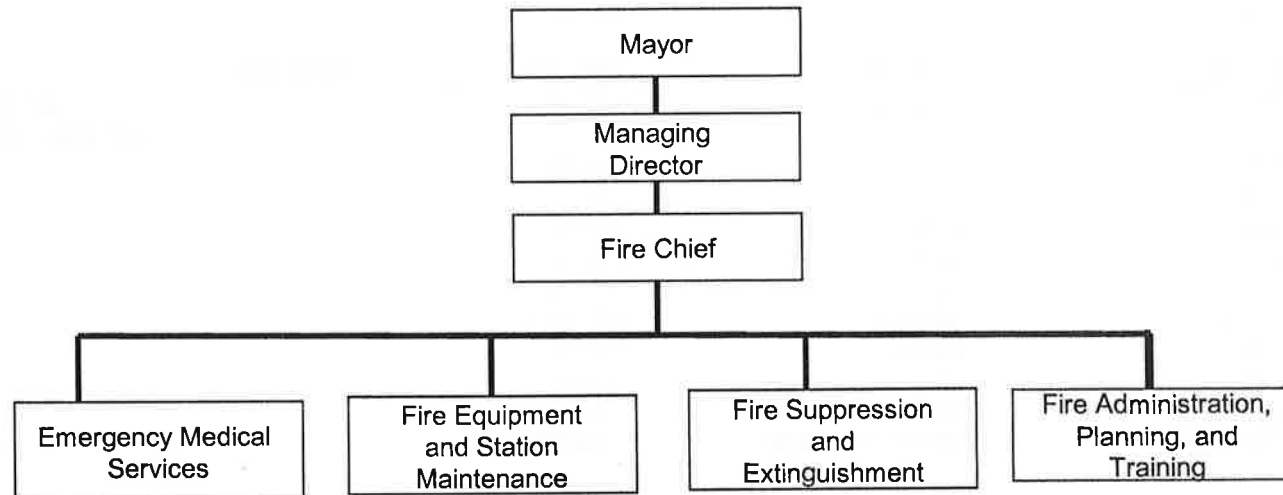 Mayor
Managing
Director
Fire Chief
Emergency Medical
Services
Fire Equipment
and Station
Maintenance
Fire Suppression
and
Extinguishment
Fire Administration,
Planning, and
Training